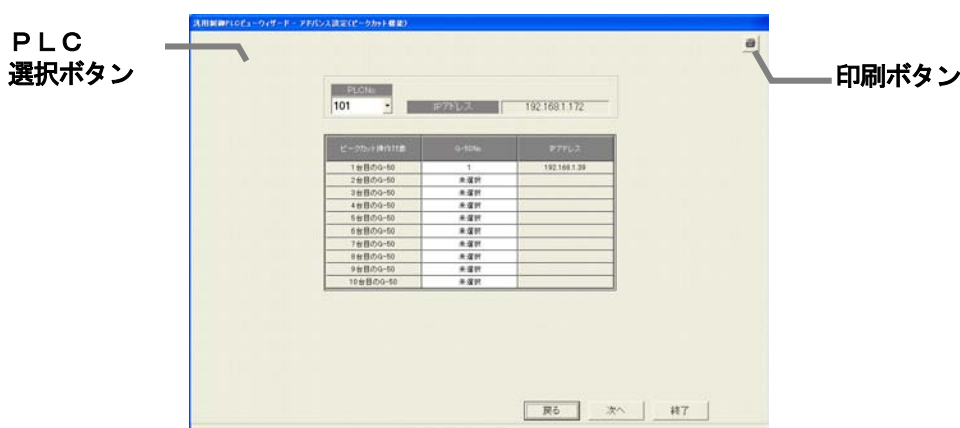 汎用制御PLCビューウィザード - アドバンス設定(ピークカット機能)
ＰＬＣ
選択ボタン
印刷ボタン
PLCNo
101
IPアドレス
192.168.1.172
ピークカット操作対象 G-50No IPアドレス
1台目のG-50 1 192.168.1.39
2台目のG-50 未選択
3台目のG-50 未選択
4台目のG-50 未選択
5台目のG-50 未選択
6台目のG-50 未選択
7台目のG-50 未選択
8台目のG-50 未選択
9台目のG-50 未選択
10台目のG-50 未選択
戻る 次へ 終了